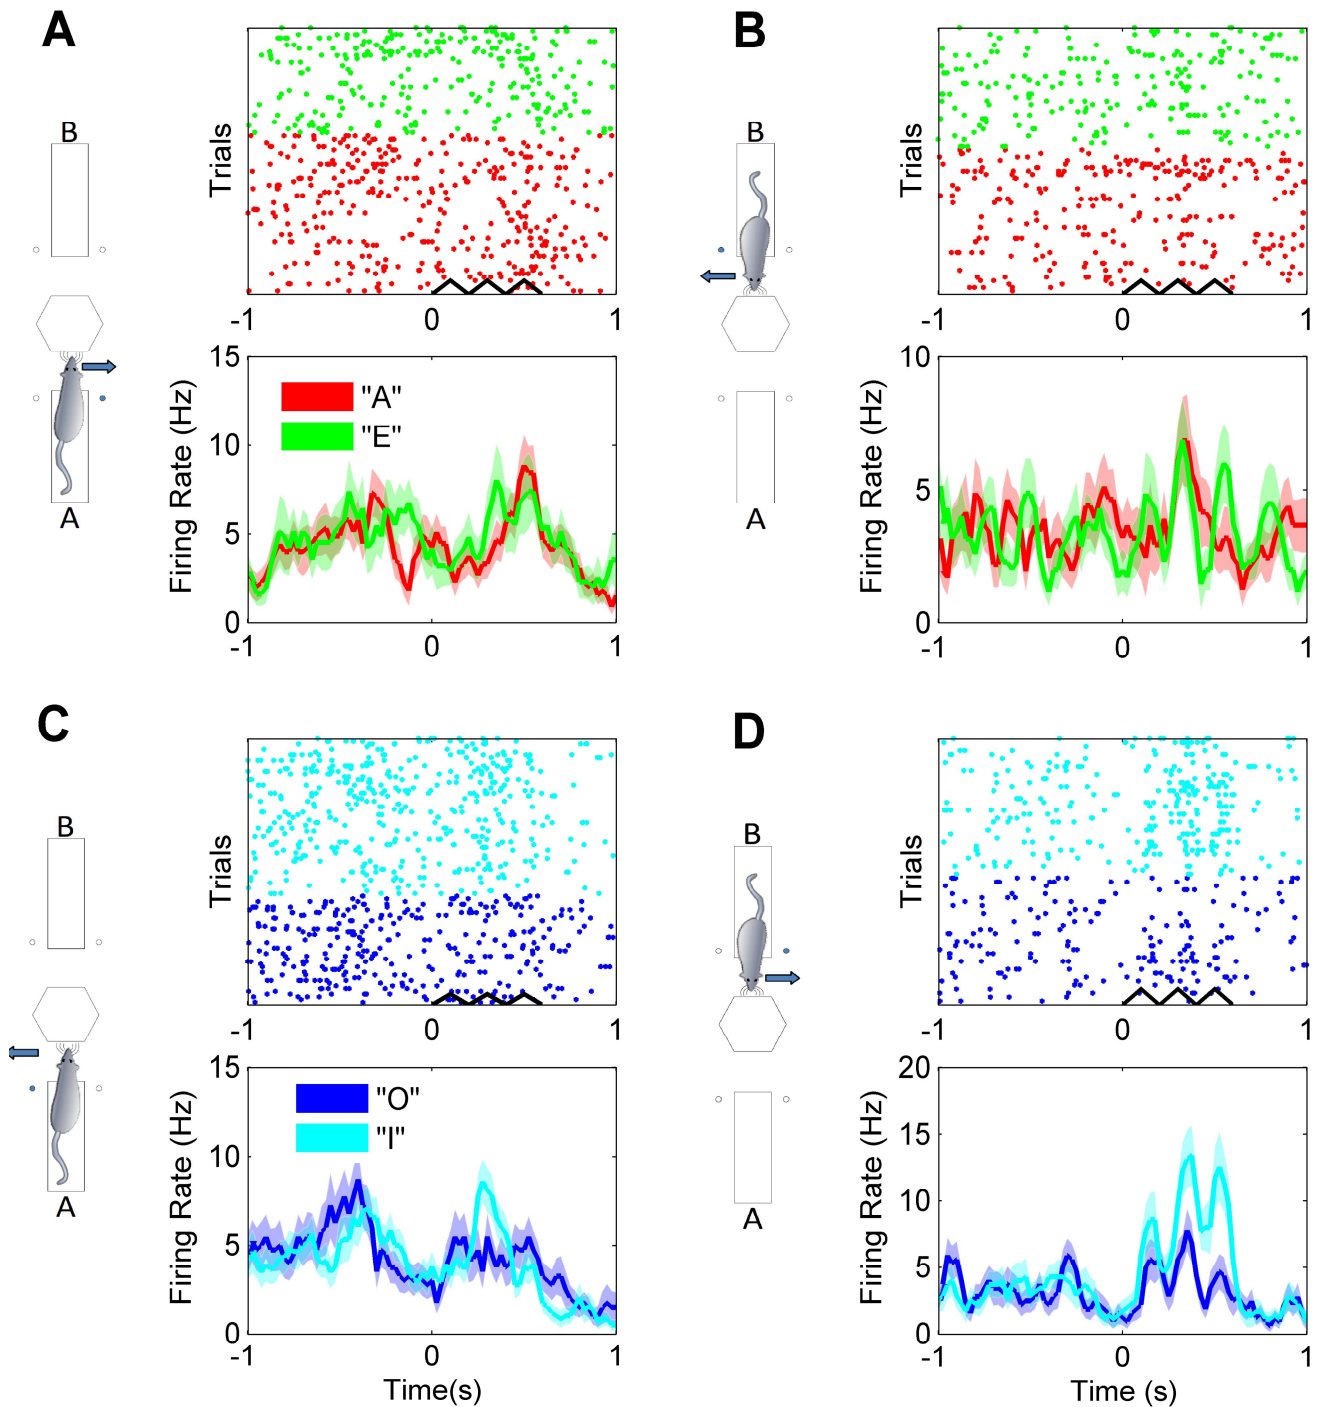 A
B
A
Trials
-1 0 1
15
10
5
0
Firing Rate (Hz)
"A"
"E"
-1 0 1
B
B
A
Trials
-1 0 1
10
5
0
Firing Rate (Hz)
-1 0 1
C
B
A
Trials
-1 0 1
15
10
5
0
Firing Rate (Hz)
"O"
"I"
-1 0 1
Time(s)
D
B
A
Trials
-1 0 1
20
15
10
5
0
Firing Rate (Hz)
-1 0 1
Time (s)